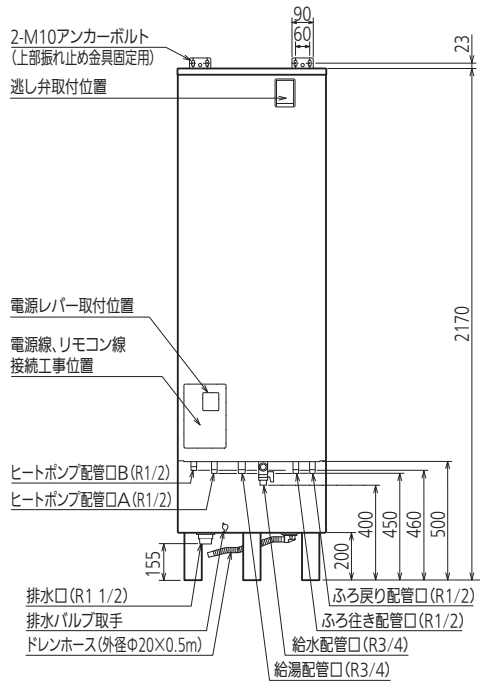 90
60
23
2-M10アンカーボルト
(上部振れ止め金具固定用)
逃し弁取付位置
2170
電源レバー取付位置
電源線、リモコン線
接続工事位置
ヒートポンプ配管口B(R1/2)
ヒートポンプ配管口A(R1/2)
155
200
400
450
460
500
排水口(R1 1/2)
排水バルブ取手
ドレンホース(外径Φ20×0.5m)
ふろ戻り配管口(R1/2)
ふろ往き配管口(R1/2)
給水配管口(R3/4)
給湯配管口(R3/4)